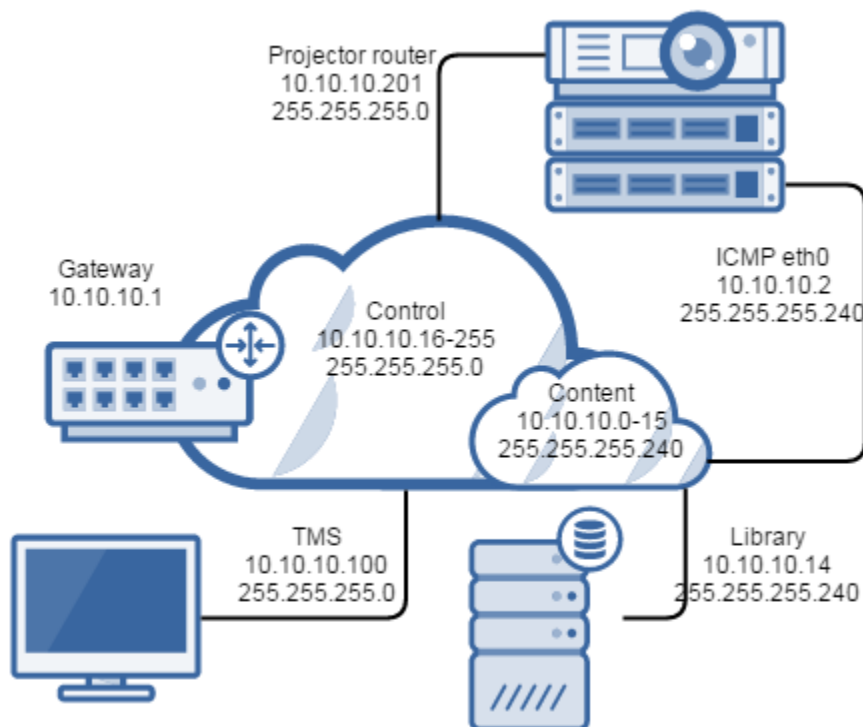 Projector router
10.10.10.201
255.255.255.0
ICMP eth0
10.10.10.2
255.255.255.240
Gateway
10.10.10.1
Control
10.10.10.16-255
255.255.255.0
Content
10.10.10.0-15
255.255.255.240
TMS
10.10.10.100
255.255.255.0
Library
10.10.10.14
255.255.255.240